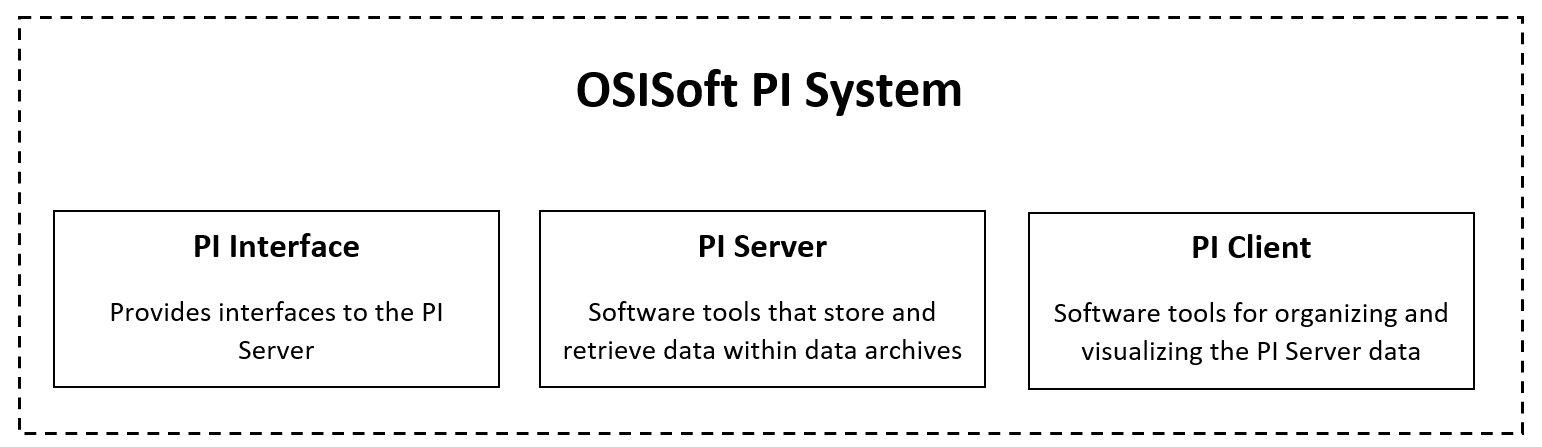 OSISoft PI System
PI Interface
Provides interfaces to the PI
Server
PI Server
Software tools that store and
retrieve data within data archives
PI Client
Software tools for organizing and
visualizing the PI Server data